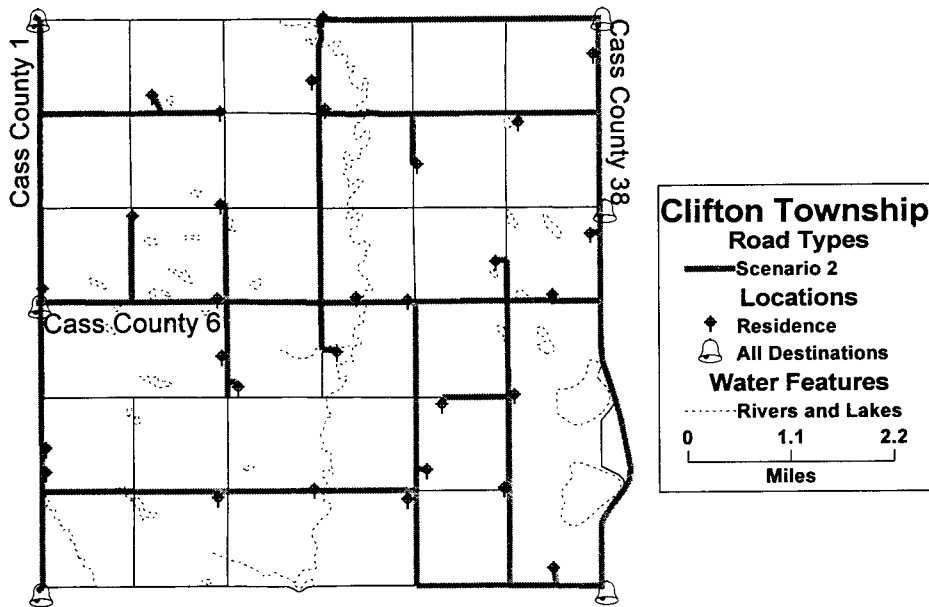 Cass County 1
Cass County 38
Cass County 6
Clifton Township
Road Types
Scenario 2
Locations
Residence
All Destinations
Water Features
Rivers and Lakes
0 1.1 2.2
Miles